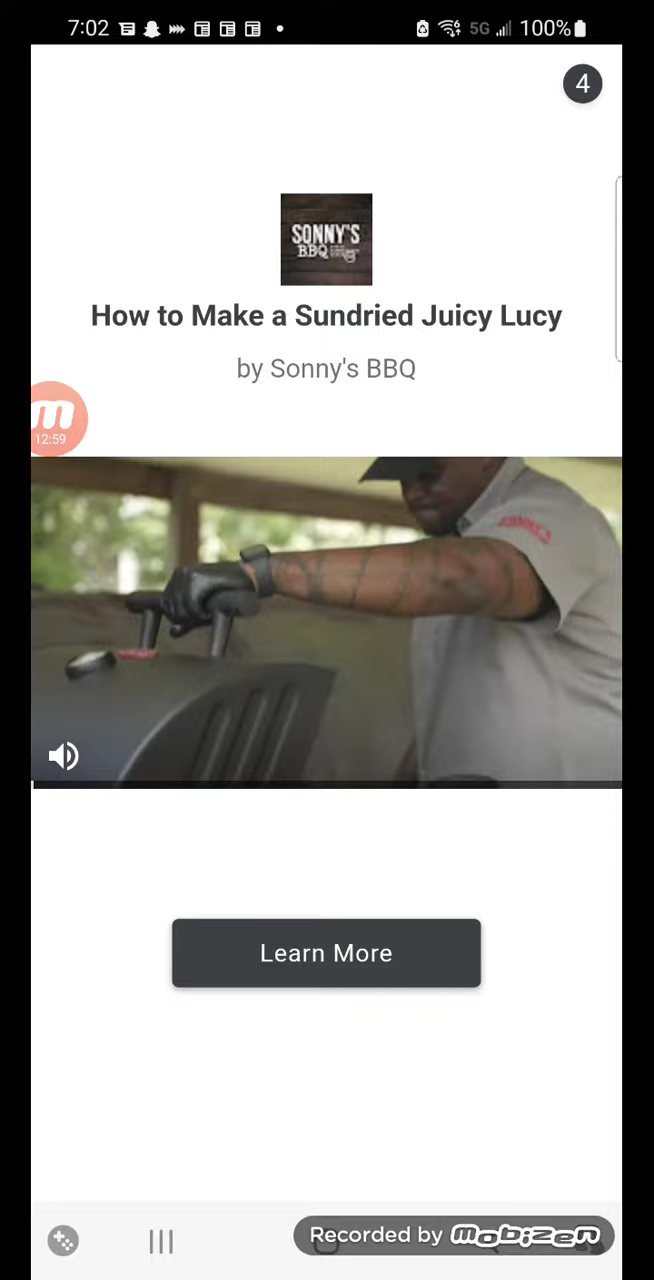 7:02
5G
100%
4
SONNY'S
BBQ
How to Make a Sundried Juicy Lucy
by Sonny's BBQ
m
12:59
SONNY'S
Learn More
Recorded by mobizen